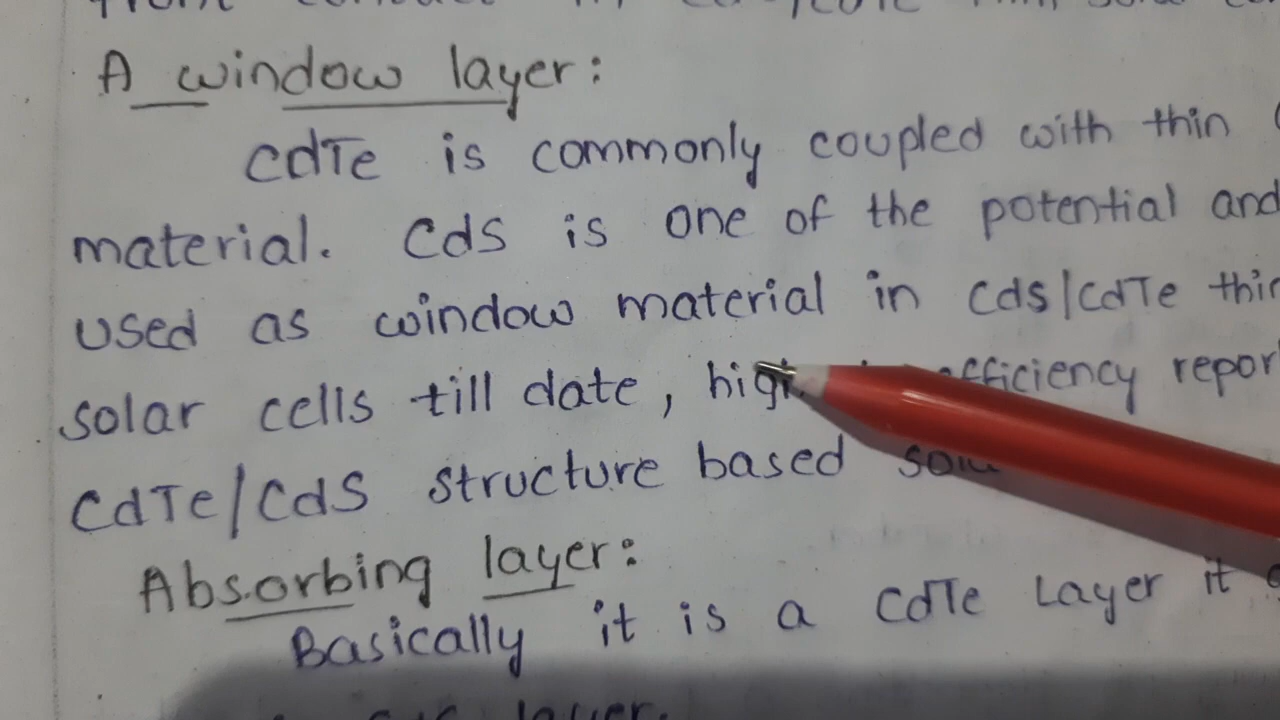 A window layer:
CdTe is commonly coupled with thin
material. CdS is one of the potential and
used as window material in Cds/CdTe
solar cells till date, efficiency
CdTe/CdS structure based
Absorbing layer:
Basically it is a CdTe Layer it
layer.